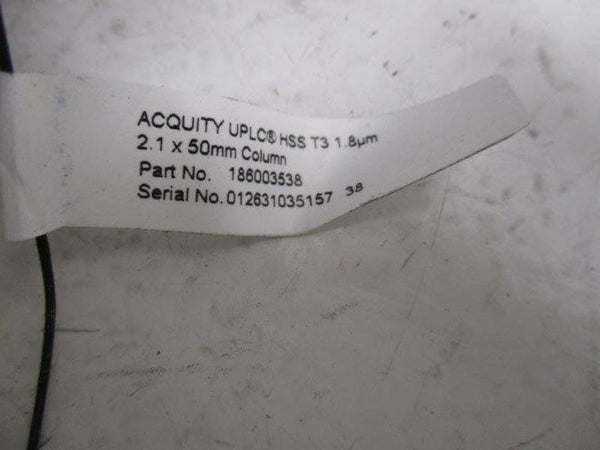 ACQUITY UPLC® HSS T3 1.8µm
2.1 x 50mm Column
Part No. 186003538
Serial No. 012631035157 38